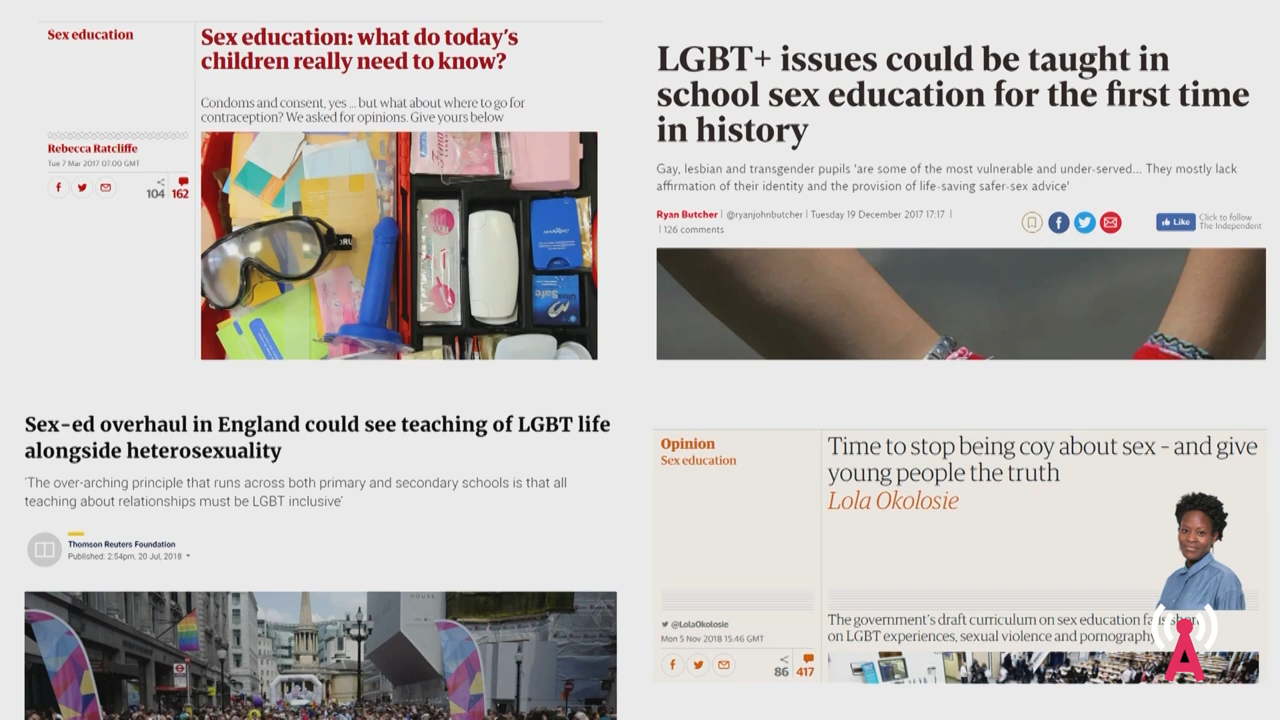 Sex education
Sex education: what do today's
children really need to know?
Condoms and consent, yes ... but what about where to go for
contraception? We asked for opinions. Give yours below
Rebecca Ratcliffe
Tue 7 Mar 2017 07.00 GMT
104 162
LGBT+ issues could be taught in
school sex education for the first time
in history
Gay, lesbian and transgender pupils 'are some of the most vulnerable and under-served... They mostly lack
affirmation of their identity and the provision of life-saving safer-sex advice'
Ryan Butcher | @ryanjohnbutcher | Tuesday 19 December 2017 17:17 |
| 126 comments
Like
Click to follow
The Independent
Sex-ed overhaul in England could see teaching of LGBT life
alongside heterosexuality
'The over-arching principle that runs across both primary and secondary schools is that all
teaching about relationships must be LGBT inclusive'
Thomson Reuters Foundation
Published: 2:54pm, 20 Jul, 2018
Opinion
Sex education
Time to stop being coy about sex – and give
young people the truth
Lola Okolosie
The government's draft curriculum on sex education falls short
on LGBT experiences, sexual violence and pornography
@LolaOkolosie
Mon 5 Nov 2018 15.46 GMT
86 417